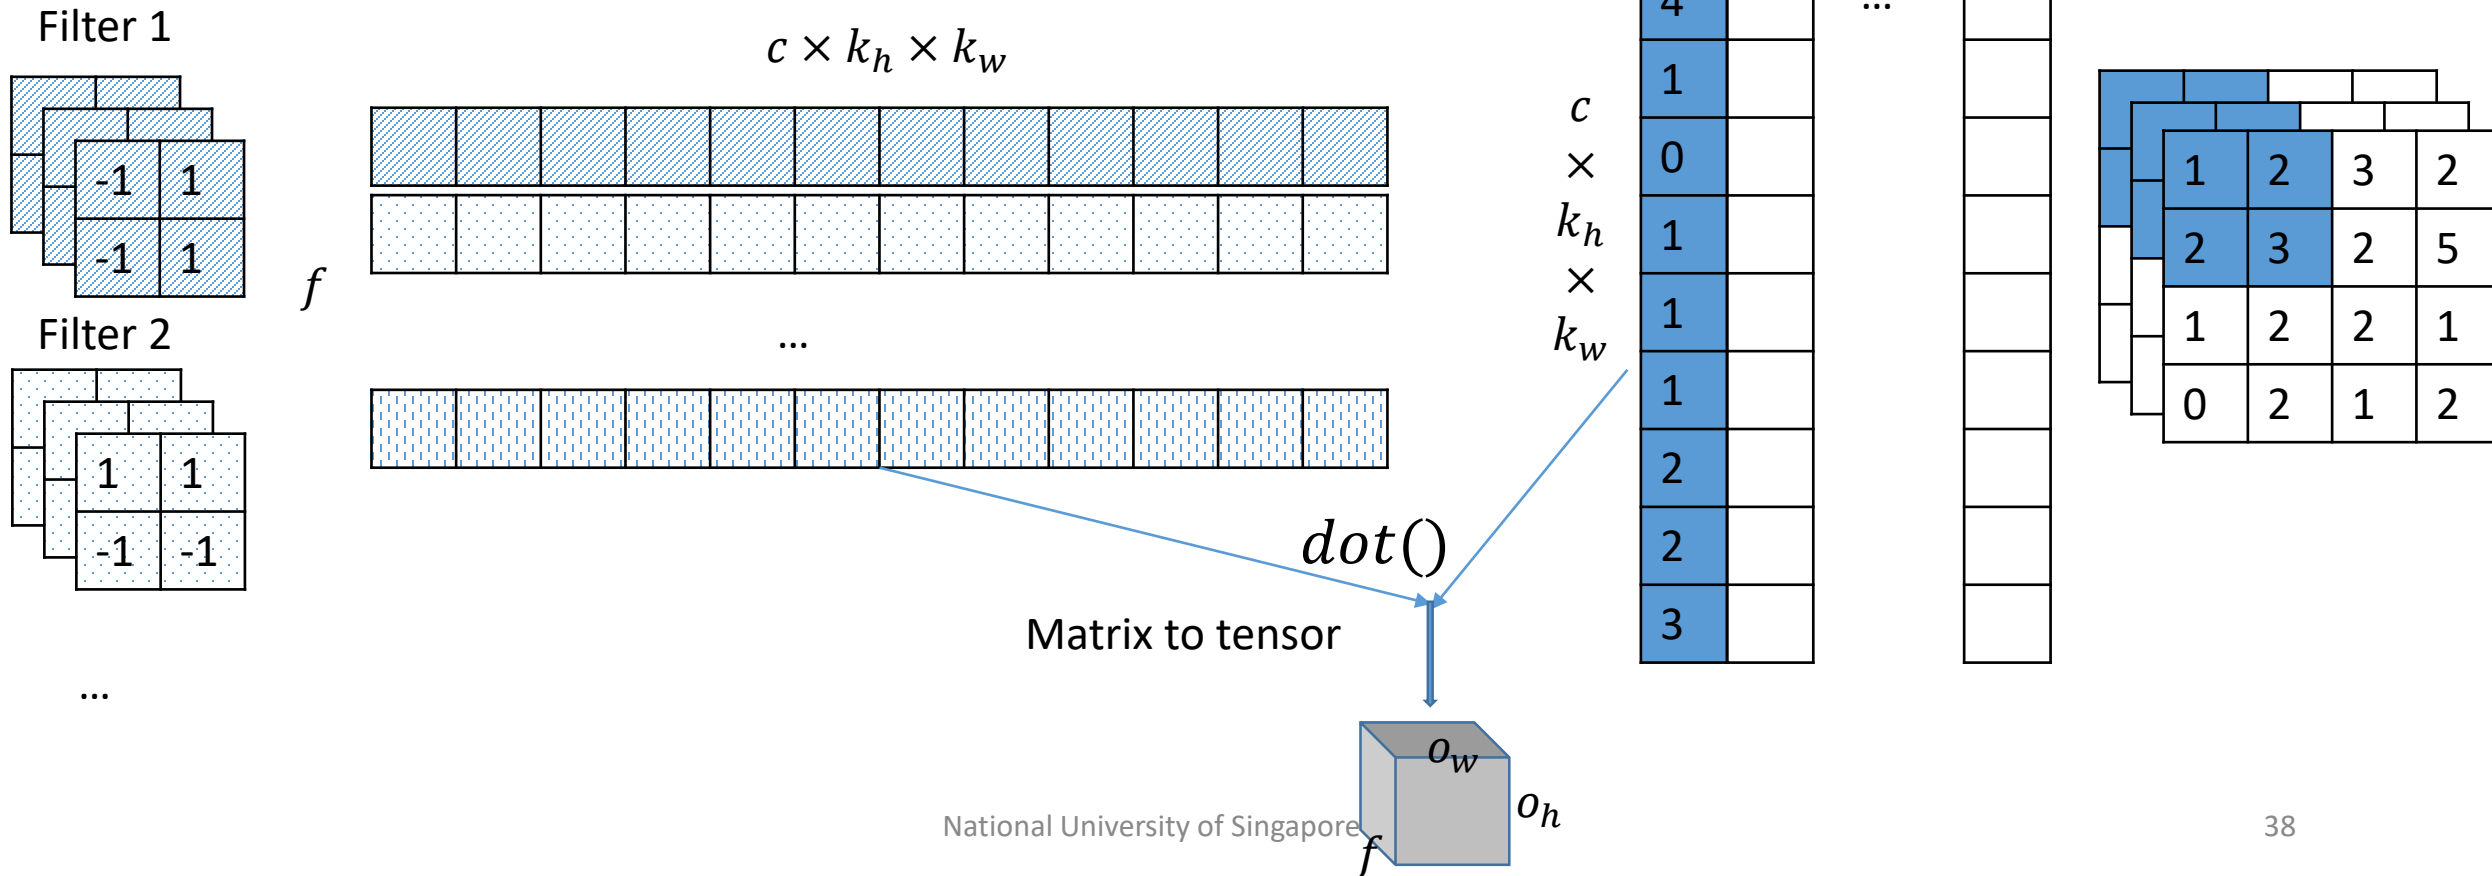 Filter 1
-1 1
-1 1
Filter 2
1 1
-1 -1
...
c × k_h × k_w
f
...
dot()
Matrix to tensor
o_w
o_h
f
c
×
k_h
×
k_w
4
1
0
1
1
1
2
2
3
...
1 2 3 2
2 3 2 5
1 2 2 1
0 2 1 2
National University of Singapore
38